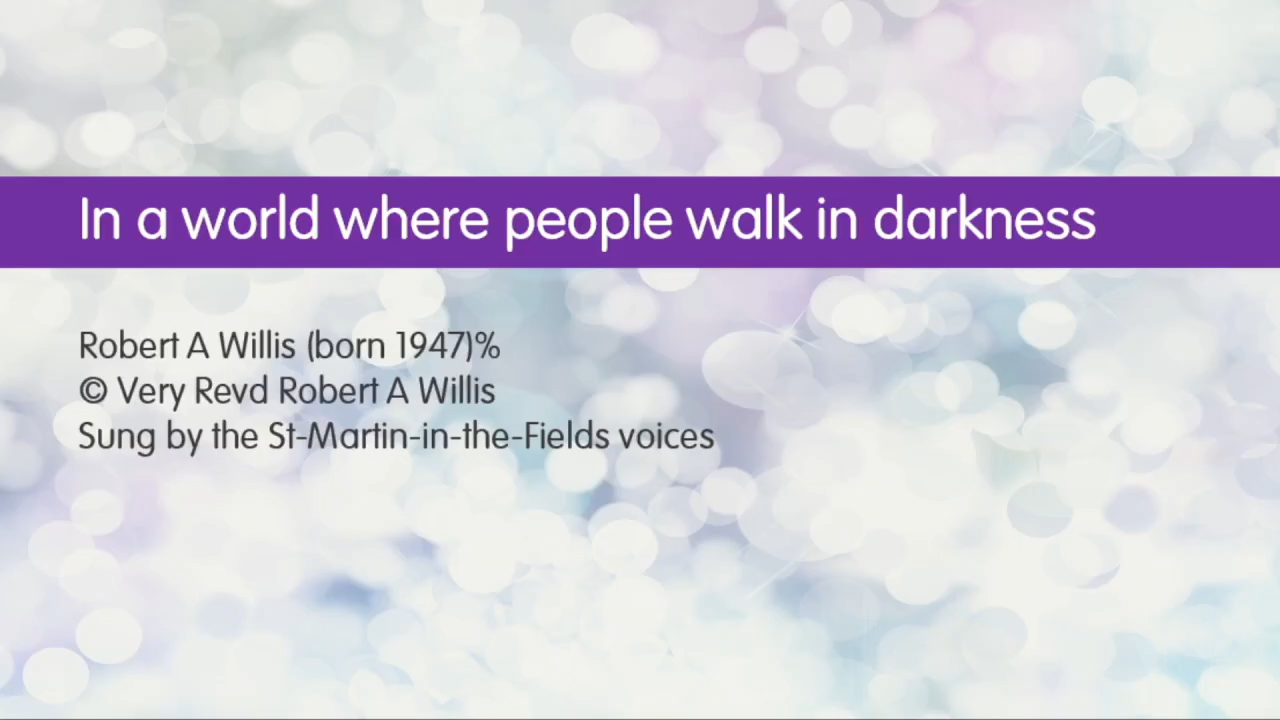 In a world where people walk in darkness
Robert A Willis (born 1947)%
© Very Revd Robert A Willis
Sung by the St-Martin-in-the-Fields voices